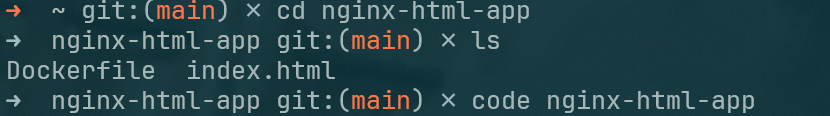 → ~ git:(main) × cd nginx-html-app
→ nginx-html-app git:(main) × ls
Dockerfile index.html
→ nginx-html-app git:(main) × code nginx-html-app